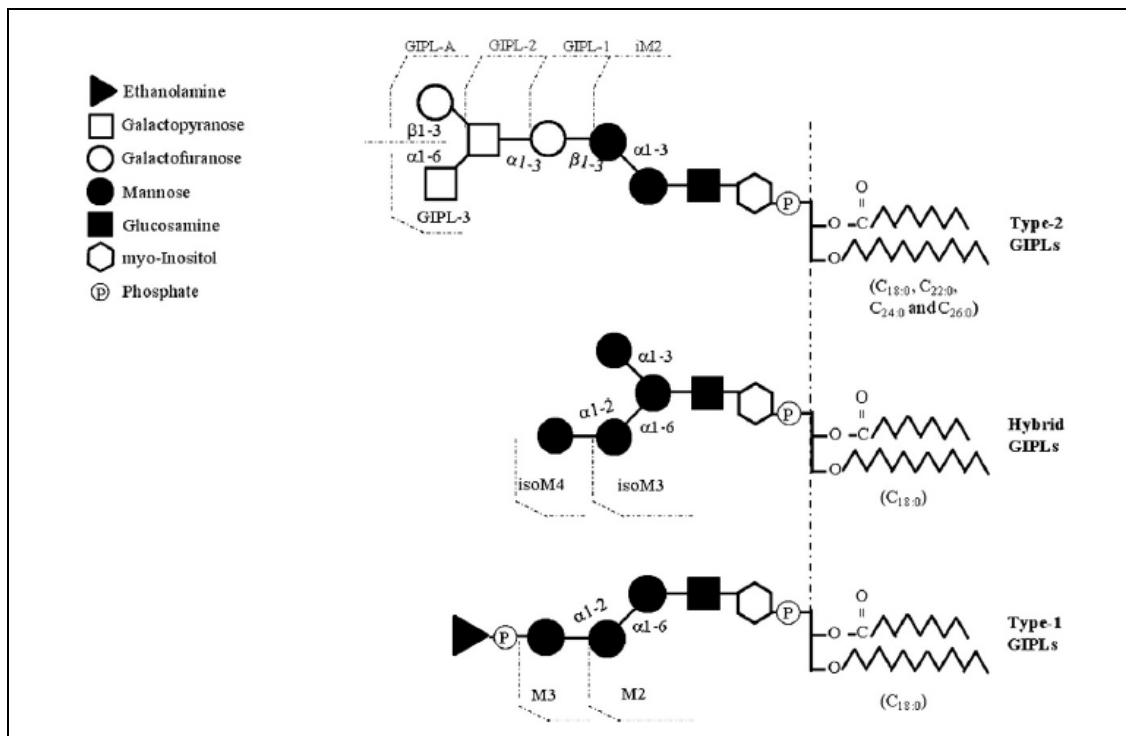 GIPL-A GIPL-2 GIPL-1 iM2
Ethanolamine
Galactopyranose
Galactofuranose
Mannose
Glucosamine
myo-Inositol
P Phosphate
β1-3
α1-6
α1-3
β1-3
α1-3
GIPL-3
P
O
O C
O
Type-2
GIPLs
(C18:0, C22:0,
C24:0 and C26:0)
α1-3
α1-2
α1-6
isoM4 isoM3
P
O
O C
O
Hybrid
GIPLs
(C18:0)
P
α1-2
α1-6
M3 M2
P
O
O C
O
Type-1
GIPLs
(C18:0)